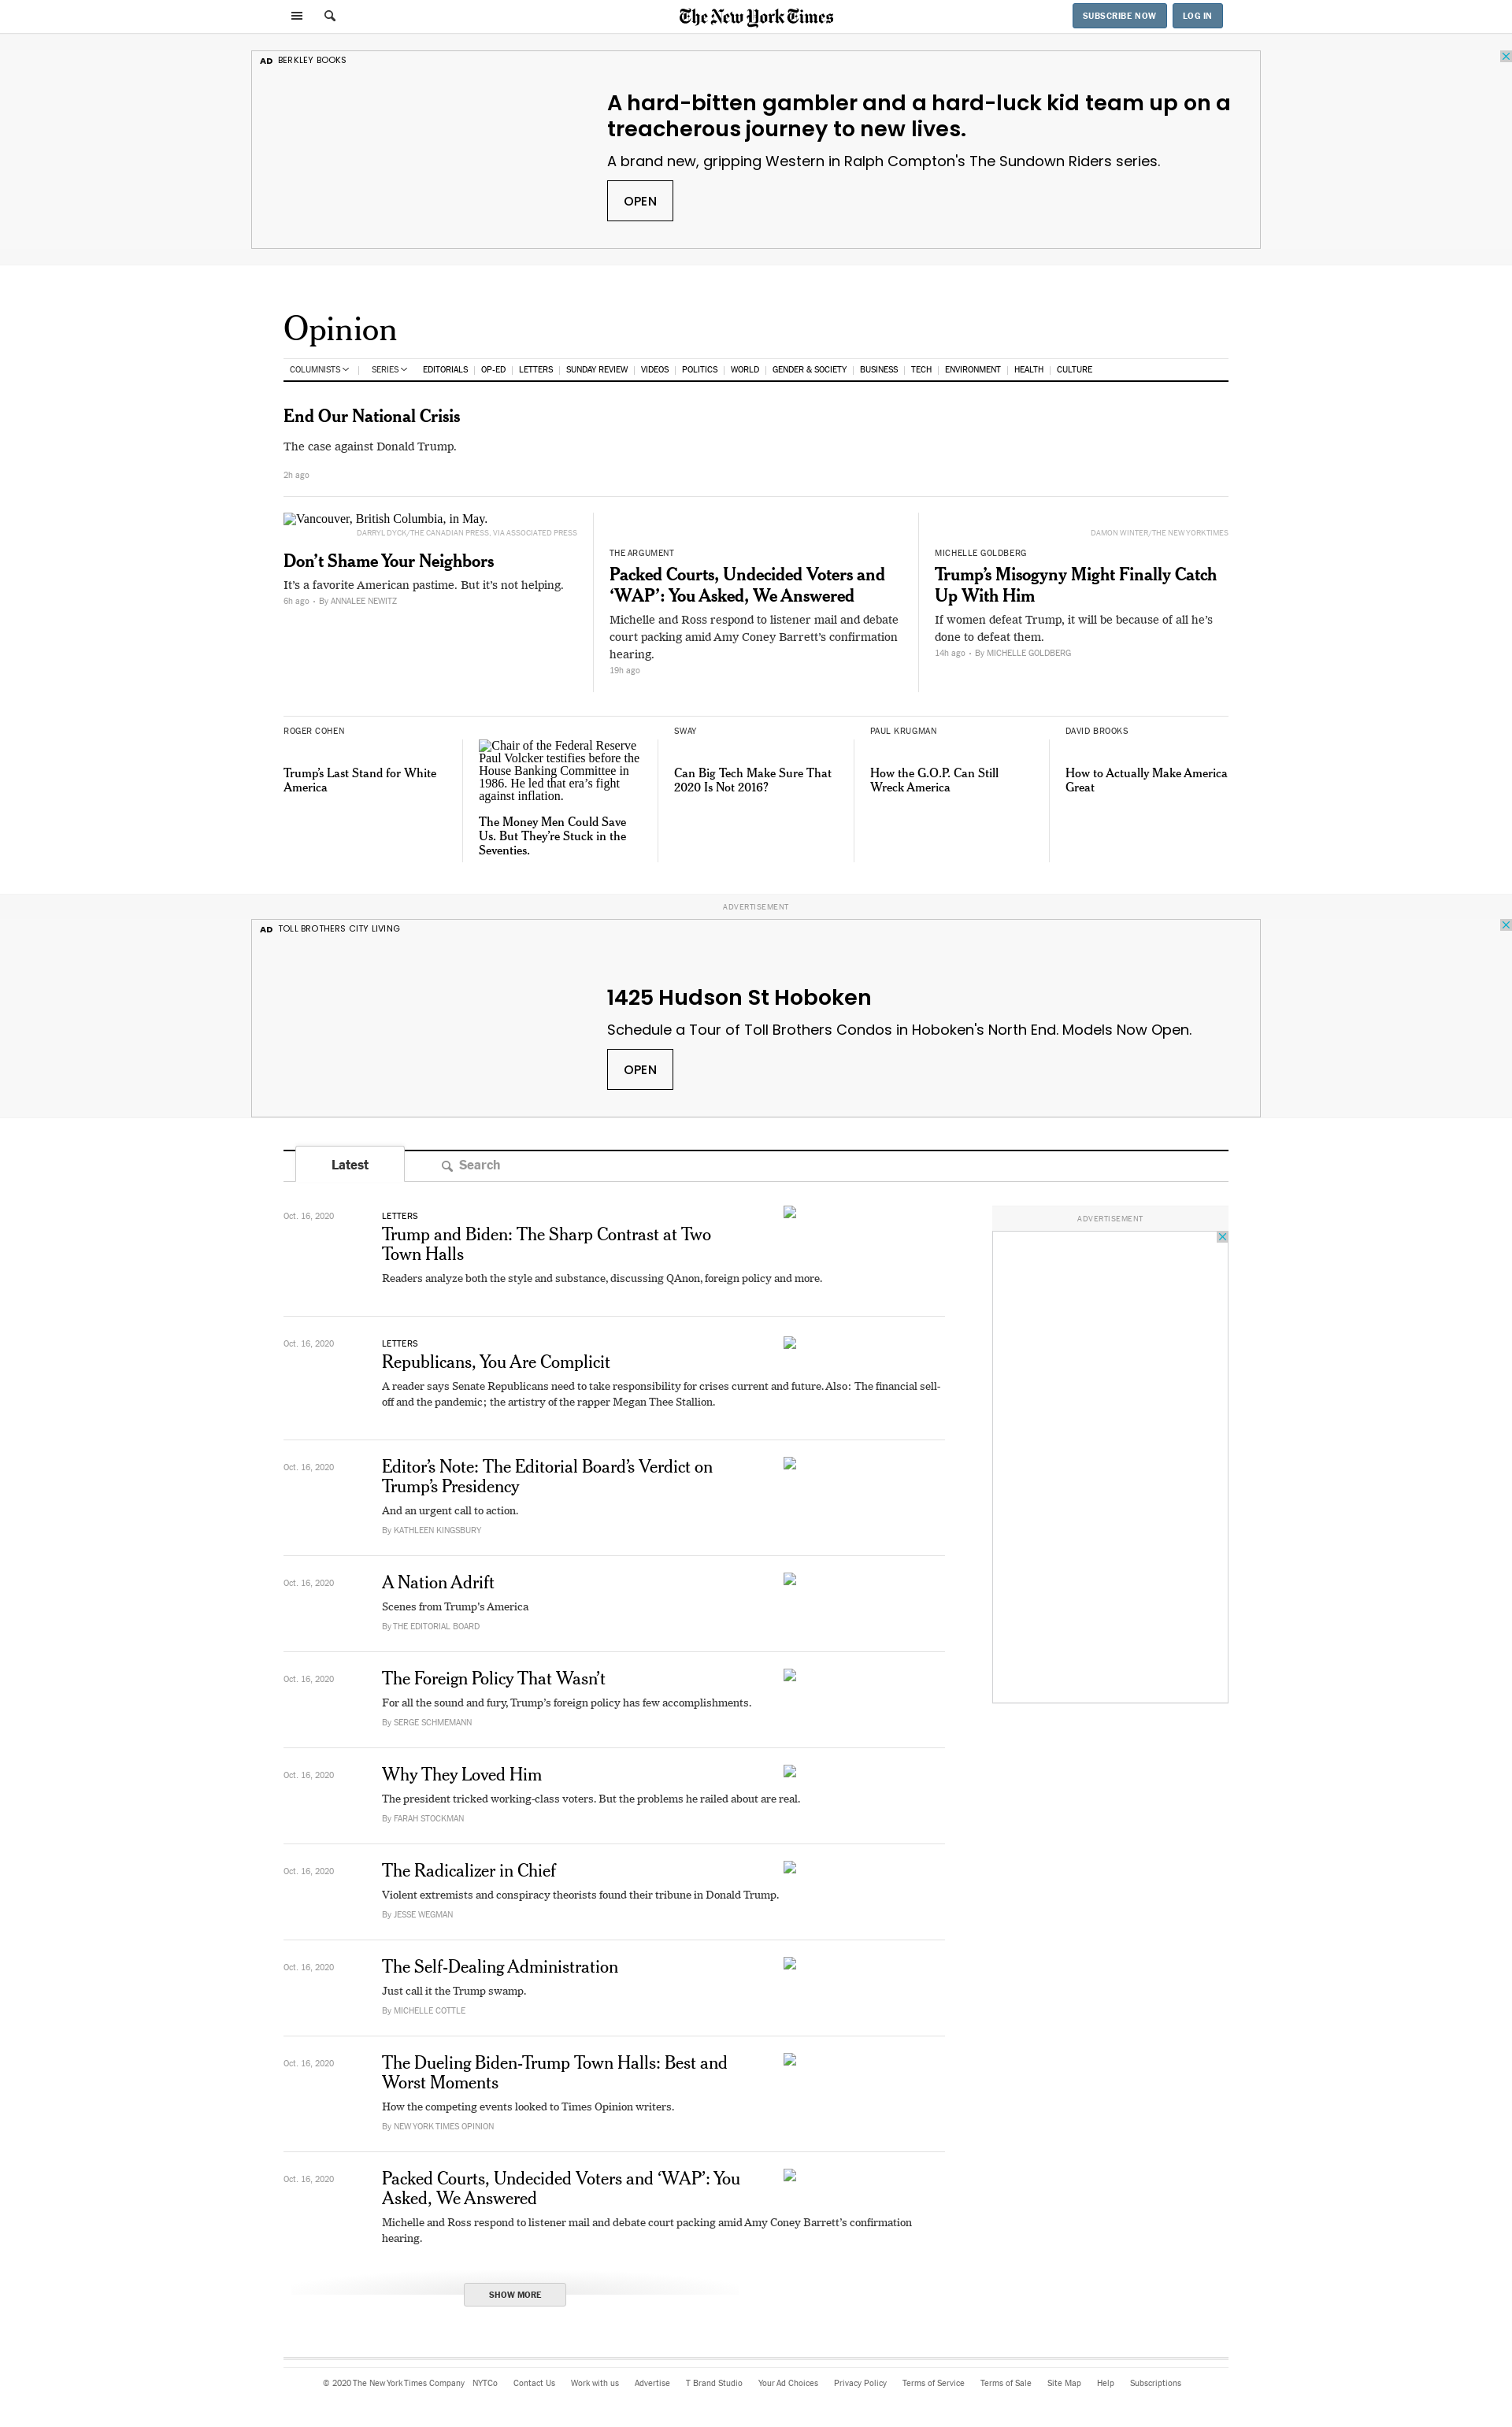 The New York Times
SUBSCRIBE NOW
LOG IN
AD BERKLEY BOOKS
A hard-bitten gambler and a hard-luck kid team up on a
treacherous journey to new lives.
A brand new, gripping Western in Ralph Compton's The Sundown Riders series.
OPEN
Opinion
COLUMNISTS | SERIES EDITORIALS | OP-ED | LETTERS | SUNDAY REVIEW | VIDEOS | POLITICS | WORLD | GENDER & SOCIETY | BUSINESS | TECH | ENVIRONMENT | HEALTH | CULTURE
End Our National Crisis
The case against Donald Trump.
2h ago
Vancouver, British Columbia, in May.
DARRYL DYCK/THE CANADIAN PRESS, VIA ASSOCIATED PRESS
Don’t Shame Your Neighbors
It’s a favorite American pastime. But it’s not helping.
6h ago • By ANNALEE NEWITZ
THE ARGUMENT
Packed Courts, Undecided Voters and
‘WAP’: You Asked, We Answered
Michelle and Ross respond to listener mail and debate
court packing amid Amy Coney Barrett’s confirmation
hearing.
19h ago
DAMON WINTER/THE NEW YORK TIMES
MICHELLE GOLDBERG
Trump’s Misogyny Might Finally Catch
Up With Him
If women defeat Trump, it will be because of all he’s
done to defeat them.
14h ago • By MICHELLE GOLDBERG
ROGER COHEN
Trump’s Last Stand for White
America
Chair of the Federal Reserve
Paul Volcker testifies before the
House Banking Committee in
1986. He led that era’s fight
against inflation.
The Money Men Could Save
Us. But They’re Stuck in the
Seventies.
SWAY
Can Big Tech Make Sure That
2020 Is Not 2016?
PAUL KRUGMAN
How the G.O.P. Can Still
Wreck America
DAVID BROOKS
How to Actually Make America
Great
ADVERTISEMENT
AD TOLL BROTHERS CITY LIVING
1425 Hudson St Hoboken
Schedule a Tour of Toll Brothers Condos in Hoboken's North End. Models Now Open.
OPEN
Latest
Search
ADVERTISEMENT
Oct. 16, 2020
LETTERS
Trump and Biden: The Sharp Contrast at Two
Town Halls
Readers analyze both the style and substance, discussing QAnon, foreign policy and more.
Oct. 16, 2020
LETTERS
Republicans, You Are Complicit
A reader says Senate Republicans need to take responsibility for crises current and future. Also: The financial sell-
off and the pandemic; the artistry of the rapper Megan Thee Stallion.
Oct. 16, 2020
Editor’s Note: The Editorial Board’s Verdict on
Trump’s Presidency
And an urgent call to action.
By KATHLEEN KINGSBURY
Oct. 16, 2020
A Nation Adrift
Scenes from Trump’s America
By THE EDITORIAL BOARD
Oct. 16, 2020
The Foreign Policy That Wasn’t
For all the sound and fury, Trump’s foreign policy has few accomplishments.
By SERGE SCHMEMANN
Oct. 16, 2020
Why They Loved Him
The president tricked working-class voters. But the problems he railed about are real.
By FARAH STOCKMAN
Oct. 16, 2020
The Radicalizer in Chief
Violent extremists and conspiracy theorists found their tribune in Donald Trump.
By JESSE WEGMAN
Oct. 16, 2020
The Self-Dealing Administration
Just call it the Trump swamp.
By MICHELLE COTTLE
Oct. 16, 2020
The Dueling Biden-Trump Town Halls: Best and
Worst Moments
How the competing events looked to Times Opinion writers.
By NEW YORK TIMES OPINION
Oct. 16, 2020
Packed Courts, Undecided Voters and ‘WAP’: You
Asked, We Answered
Michelle and Ross respond to listener mail and debate court packing amid Amy Coney Barrett’s confirmation
hearing.
SHOW MORE
© 2020 The New York Times Company NYTCo Contact Us Work with us Advertise T Brand Studio Your Ad Choices Privacy Policy Terms of Service Terms of Sale Site Map Help Subscriptions